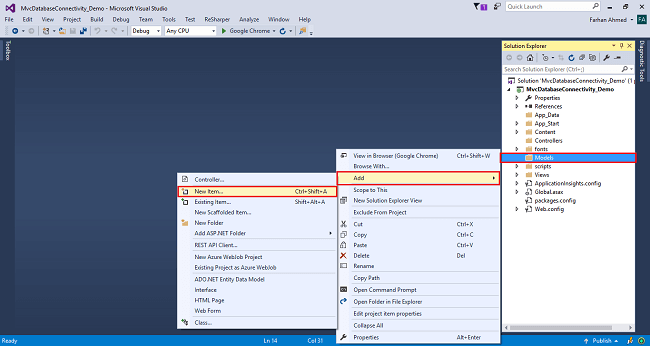 MvcDatabaseConnectivity_Demo - Microsoft Visual Studio
1
Quick Launch (Ctrl+Q)
File Edit View Project Build Debug Team Tools Test ReSharper Analyze Window Help
Farhan Ahmed FA
Debug Any CPU Google Chrome
Toolbox
Diagnostic Tools
Solution Explorer
Search Solution Explorer (Ctrl+;)
Solution 'MvcDatabaseConnectivity_Demo' (1
MvcDatabaseConnectivity_Demo
Properties
References
App_Data
App_Start
Content
Controllers
fonts
Models
scripts
Views
ApplicationInsights.config
Global.asax
packages.config
Web.config
View in Browser (Google Chrome) Ctrl+Shift+W
Browse With...
Add
Scope to This
New Solution Explorer View
Exclude From Project
Cut Ctrl+X
Copy Ctrl+C
Paste Ctrl+V
Delete Del
Rename
Copy Path
Open Command Prompt
Open Folder in File Explorer
Edit project item properties
Collapse All
Properties Alt+Enter
Controller...
New Item... Ctrl+Shift+A
Existing Item... Shift+Alt+A
New Scaffolded Item...
New Folder
Add ASP.NET Folder
REST API Client...
New Azure WebJob Project
Existing Project as Azure WebJob
ADO.NET Entity Data Model
Interface
HTML Page
Web Form
Class...
Ready Ln 14 Col 31 Publish